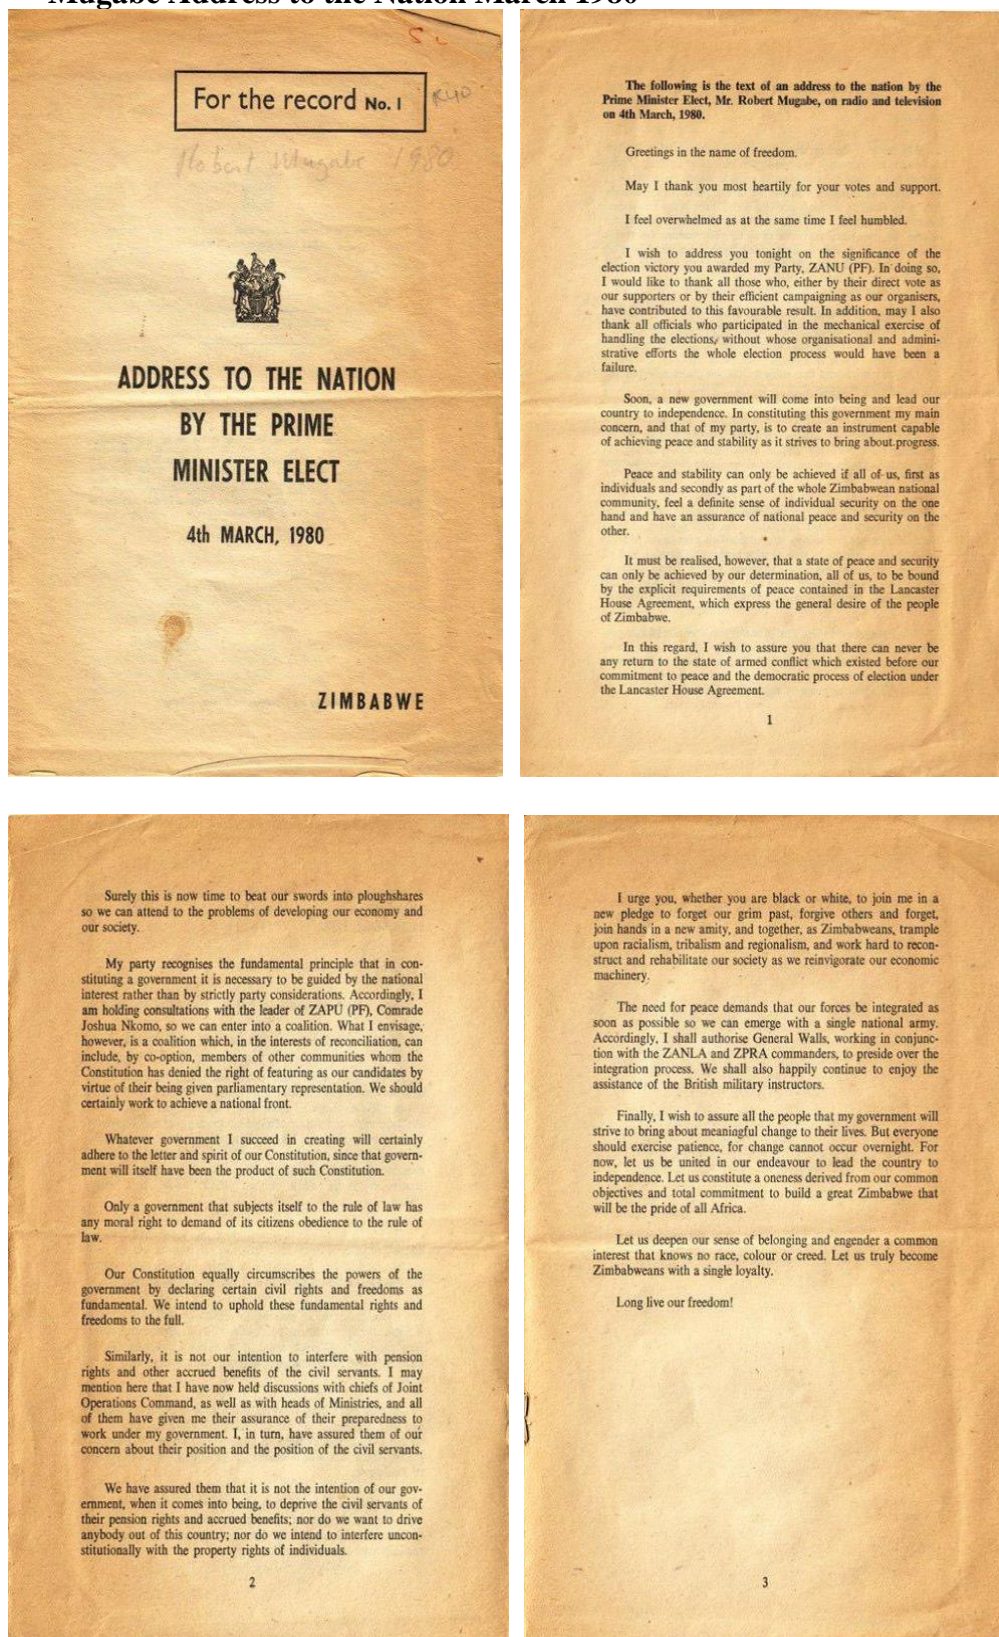 Mugabe Address to the Nation March 1980
For the record No. 1
R40
Robert Mugabe 1980
ADDRESS TO THE NATION
BY THE PRIME
MINISTER ELECT
4th MARCH, 1980
ZIMBABWE
The following is the text of an address to the nation by the
Prime Minister Elect, Mr. Robert Mugabe, on radio and television
on 4th March, 1980.
Greetings in the name of freedom.
May I thank you most heartily for your votes and support.
I feel overwhelmed as at the same time I feel humbled.
I wish to address you tonight on the significance of the
election victory you awarded my Party, ZANU (PF). In doing so,
I would like to thank all those who, either by their direct vote as
our supporters or by their efficient campaigning as our organisers,
have contributed to this favourable result. In addition, may I also
thank all officials who participated in the mechanical exercise of
handling the elections, without whose organisational and admini-
strative efforts the whole election process would have been a
failure.
Soon, a new government will come into being and lead our
country to independence. In constituting this government my main
concern, and that of my party, is to create an instrument capable
of achieving peace and stability as it strives to bring about progress.
Peace and stability can only be achieved if all of us, first as
individuals and secondly as part of the whole Zimbabwean national
community, feel a definite sense of individual security on the one
hand and have an assurance of national peace and security on the
other.
It must be realised, however, that a state of peace and security
can only be achieved by our determination, all of us, to be bound
by the explicit requirements of peace contained in the Lancaster
House Agreement, which express the general desire of the people
of Zimbabwe.
In this regard, I wish to assure you that there can never be
any return to the state of armed conflict which existed before our
commitment to peace and the democratic process of election under
the Lancaster House Agreement.
1
Surely this is now time to beat our swords into ploughshares
so we can attend to the problems of developing our economy and
our society.
My party recognises the fundamental principle that in con-
stituting a government it is necessary to be guided by the national
interest rather than by strictly party considerations. Accordingly, I
am holding consultations with the leader of ZAPU (PF), Comrade
Joshua Nkomo, so we can enter into a coalition. What I envisage,
however, is a coalition which, in the interests of reconciliation, can
include, by co-option, members of other communities whom the
Constitution has denied the right of featuring as our candidates by
virtue of their being given parliamentary representation. We should
certainly work to achieve a national front.
Whatever government I succeed in creating will certainly
adhere to the letter and spirit of our Constitution, since that govern-
ment will itself have been the product of such Constitution.
Only a government that subjects itself to the rule of law has
any moral right to demand of its citizens obedience to the rule of
law.
Our Constitution equally circumscribes the powers of the
government by declaring certain civil rights and freedoms as
fundamental. We intend to uphold these fundamental rights and
freedoms to the full.
Similarly, it is not our intention to interfere with pension
rights and other accrued benefits of the civil servants. I may
mention here that I have now held discussions with chiefs of Joint
Operations Command, as well as with heads of Ministries, and all
of them have given me their assurance of their preparedness to
work under my government. I, in turn, have assured them of our
concern about their position and the position of the civil servants.
We have assured them that it is not the intention of our gov-
ernment, when it comes into being, to deprive the civil servants of
their pension rights and accrued benefits; nor do we want to drive
anybody out of this country; nor do we intend to interfere uncon-
stitutionally with the property rights of individuals.
2
I urge you, whether you are black or white, to join me in a
new pledge to forget our grim past, forgive others and forget,
join hands in a new amity, and together, as Zimbabweans, trample
upon racialism, tribalism and regionalism, and work hard to recon-
struct and rehabilitate our society as we reinvigorate our economic
machinery.
The need for peace demands that our forces be integrated as
soon as possible so we can emerge with a single national army.
Accordingly, I shall authorise General Walls, working in conjunc-
tion with the ZANLA and ZPRA commanders, to preside over the
integration process. We shall also happily continue to enjoy the
assistance of the British military instructors.
Finally, I wish to assure all the people that my government will
strive to bring about meaningful change to their lives. But everyone
should exercise patience, for change cannot occur overnight. For
now, let us be united in our endeavour to lead the country to
independence. Let us constitute a oneness derived from our common
objectives and total commitment to build a great Zimbabwe that
will be the pride of all Africa.
Let us deepen our sense of belonging and engender a common
interest that knows no race, colour or creed. Let us truly become
Zimbabweans with a single loyalty.
Long live our freedom!
3